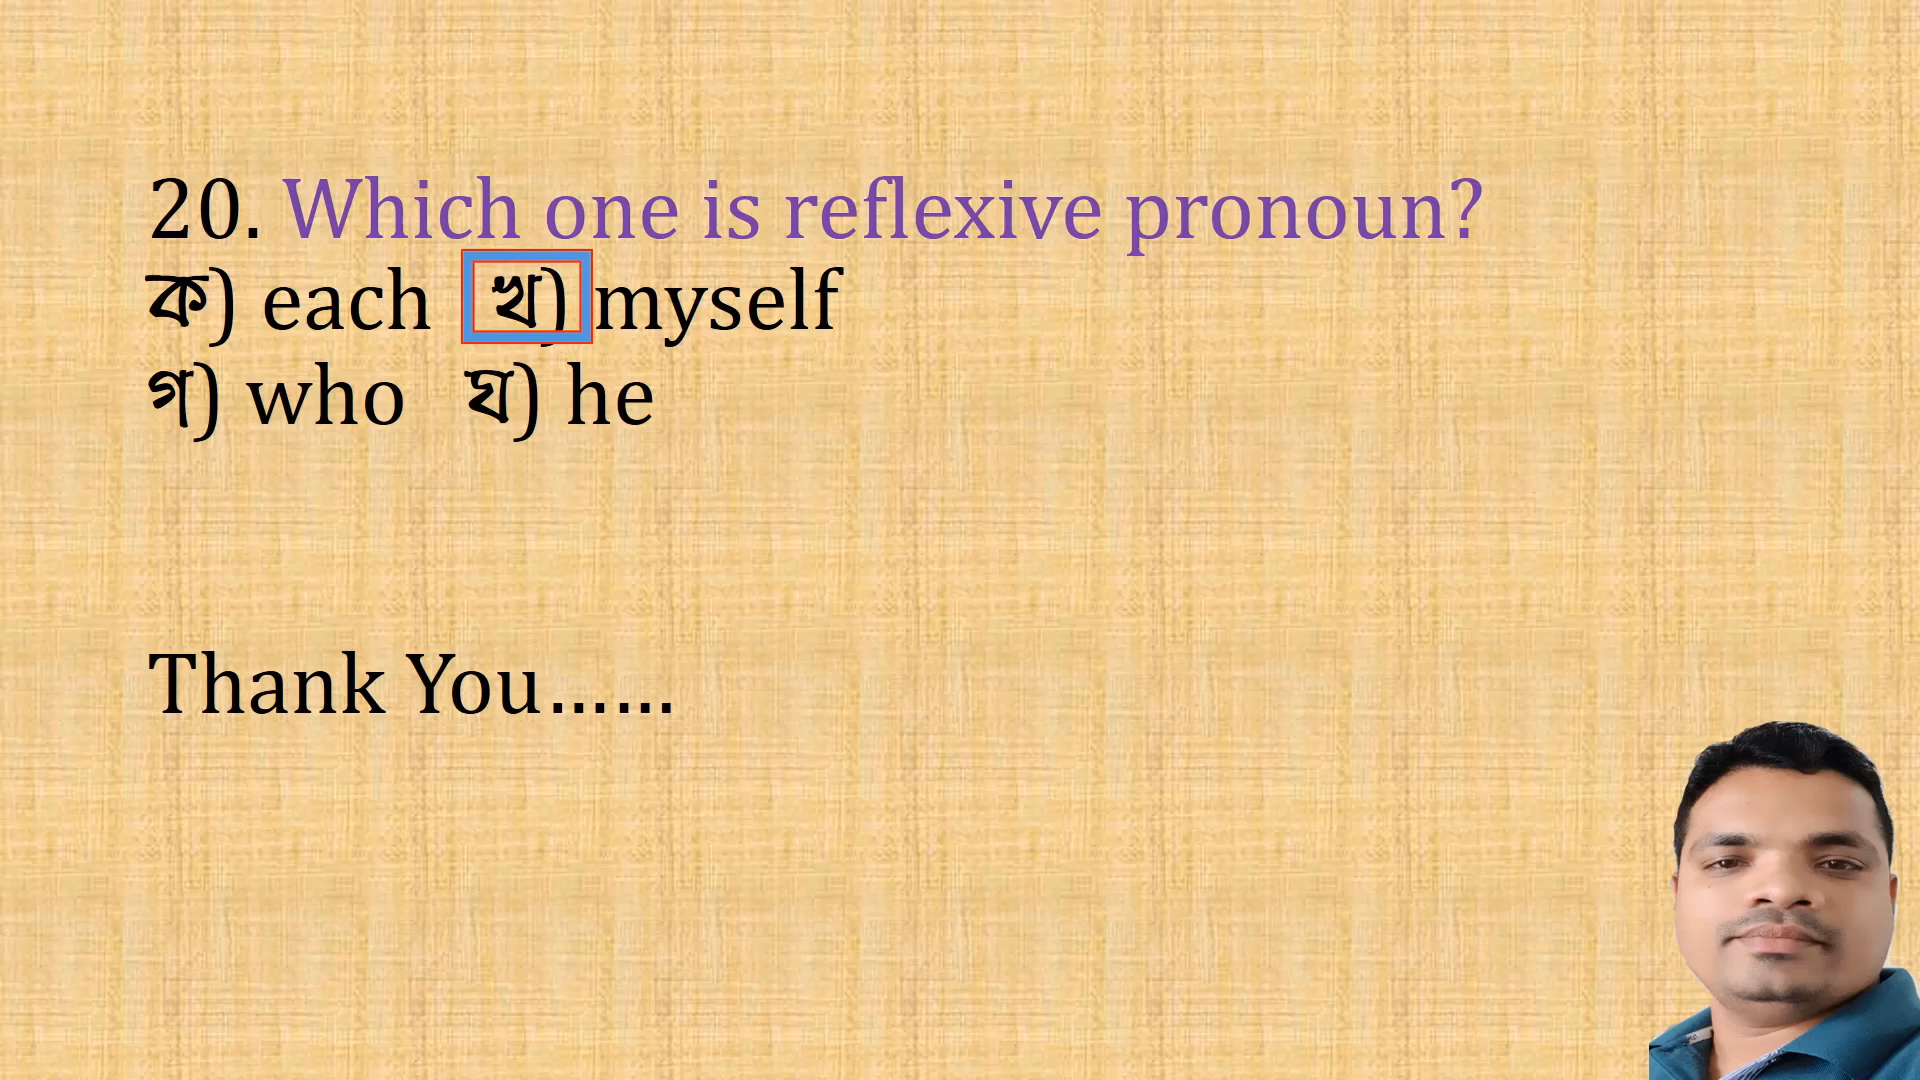 20. Which one is reflexive pronoun?
ক) each খ) myself
গ) who ঘ) he
Thank You......